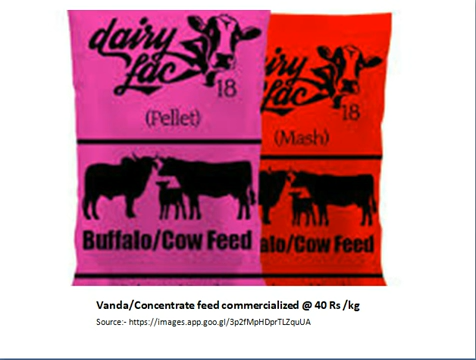 dairy
Lac
18
(Pellet)
Buffalo/Cow Feed
iry
Lac
18
(Mash)
alo/Cow Feed
Vanda/Concentrate feed commercialized @ 40 Rs /kg
Source:- https://images.app.goo.gl/3p2fMpHDprTLZquUA